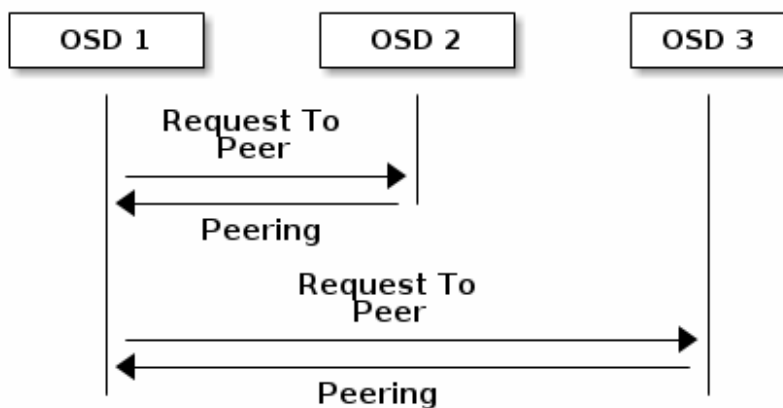 OSD 1
OSD 2
OSD 3
Request To
Peer
Peering
Request To
Peer
Peering